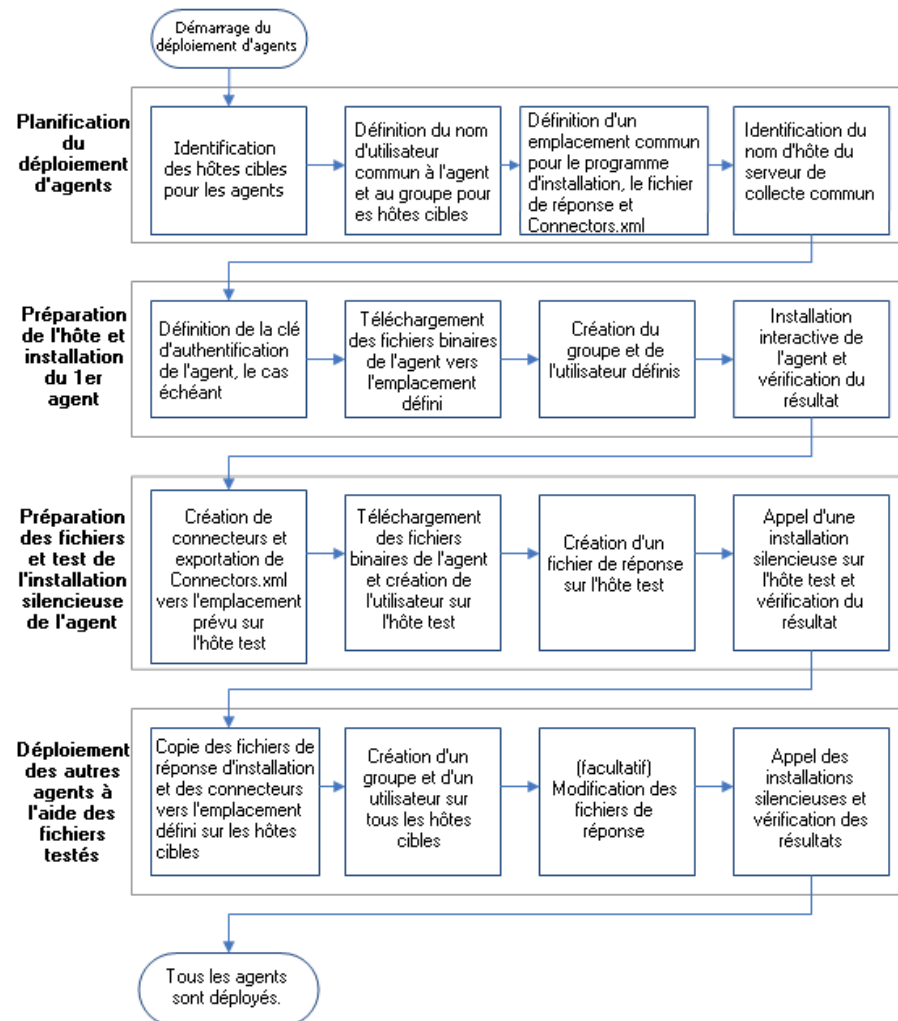 Démarrage du
déploiement d'agents
Planification
du
déploiement
d'agents
Identification
des hôtes cibles
pour les agents
Définition du nom
d'utilisateur
commun à l'agent
et au groupe pour
es hôtes cibles
Définition d'un
emplacement commun
pour le programme
d'installation, le fichier
de réponse et
Connectors.xml
Identification du
nom d'hôte du
serveur de
collecte commun
Préparation
de l'hôte et
installation
du 1er
agent
Définition de la clé
d'authentification
de l'agent, le cas
échéant
Téléchargement
des fichiers binaires
de l'agent vers
l'emplacement
défini
Création du
groupe et de
l'utilisateur définis
Installation
interactive de
l'agent et
vérification du
résultat
Préparation
des fichiers
et test de
l'installation
silencieuse
de l'agent
Création de
connecteurs et
exportation de
Connectors.xml
vers l'emplacement
prévu sur
l'hôte test
Téléchargement
des fichiers
binaires de l'agent
et création de
l'utilisateur sur
l'hôte test
Création d'un
fichier de réponse
sur l'hôte test
Appel d'une
installation
silencieuse sur
l'hôte test et
vérification du
résultat
Déploiement
des autres
agents à
l'aide des
fichiers
testés
Copie des fichiers de
réponse d'installation
et des connecteurs
vers l'emplacement
défini sur les hôtes
cibles
Création d'un
groupe et d'un
utilisateur sur
tous les hôtes
cibles
(facultatif)
Modification des
fichiers de
réponse
Appel des
installations
silencieuses et
vérification des
résultats
Tous les agents
sont déployés.